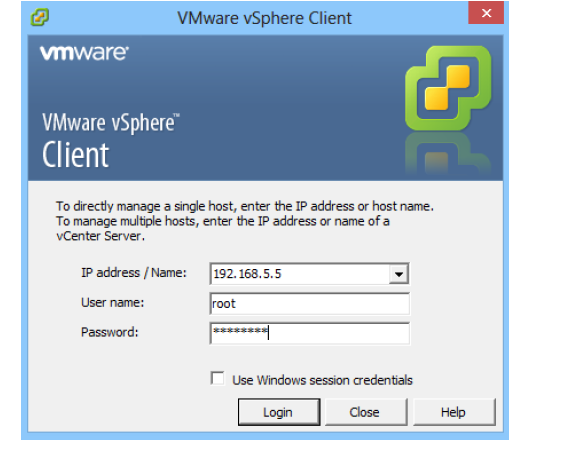 VMware vSphere Client
vmware
VMware vSphere™
Client
To directly manage a single host, enter the IP address or host name.
To manage multiple hosts, enter the IP address or name of a
vCenter Server.
IP address / Name: 192.168.5.5
User name: root
Password: ********
Use Windows session credentials
Login Close Help